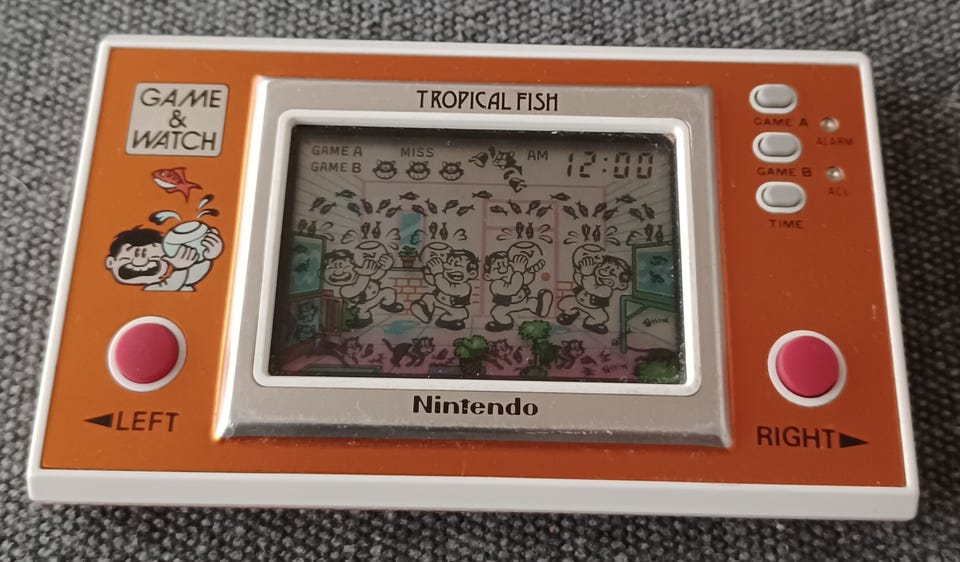 GAME
&
WATCH
TROPICAL FISH
GAME A MISS AM 12:00
GAME B
GAME A
ALARM
GAME B
ACL
TIME
◀LEFT
Nintendo
RIGHT▶